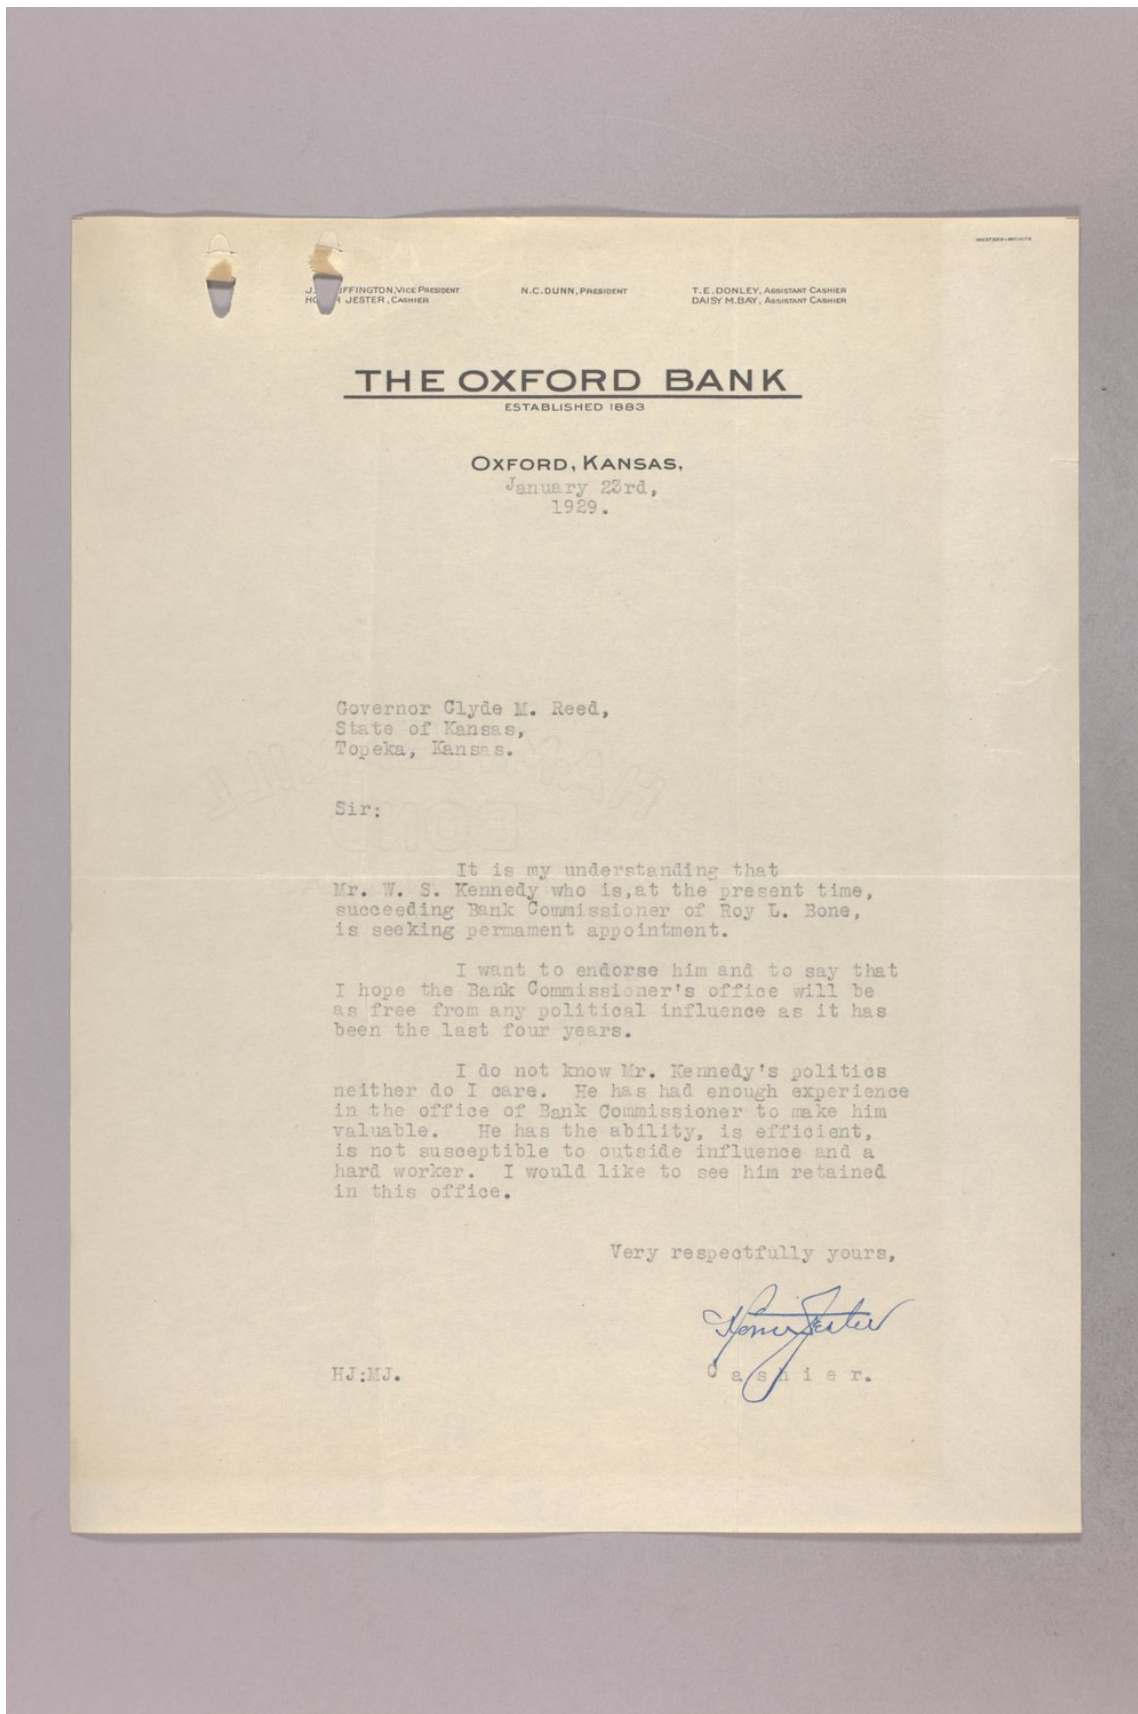 J. IFFINGTON, VICE PRESIDENT
HO R JESTER, CASHIER
N.C. DUNN, PRESIDENT
T.E. DONLEY, ASSISTANT CASHIER
DAISY M. BAY, ASSISTANT CASHIER
THE OXFORD BANK
ESTABLISHED 1883
OXFORD, KANSAS,
January 23rd,
1929.
Governor Clyde M. Reed,
State of Kansas,
Topeka, Kansas.
Sir:
It is my understanding that
Mr. W. S. Kennedy who is,at the present time,
succeeding Bank Commissioner of Roy L. Bone,
is seeking permament appointment.
I want to endorse him and to say that
I hope the Bank Commissioner's office will be
as free from any political influence as it has
been the last four years.
I do not know Mr. Kennedy's politics
neither do I care. He has had enough experience
in the office of Bank Commissioner to make him
valuable. He has the ability, is efficient,
is not susceptible to outside influence and a
hard worker. I would like to see him retained
in this office.
Very respectfully yours,
Homer Jester
HJ:MJ.
Cashier.